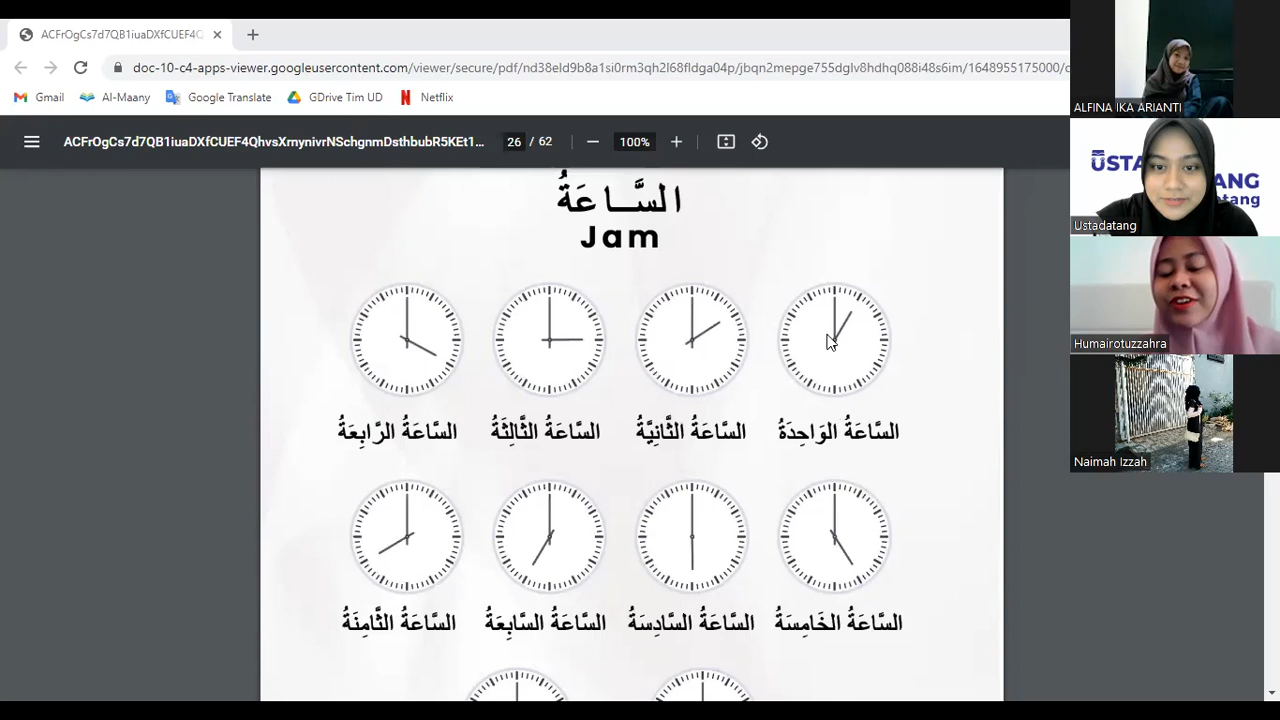 ACFrOgCs7d7QB1iuaDXfCUEF4Q
doc-10-c4-apps-viewer.googleusercontent.com/viewer/secure/pdf/nd38eld9b8a1si0rm3qh2l68fldga04p/jbqn2mepge755dglv8hdhq088i48s6im/1648955175000/
Gmail Al-Maany Google Translate GDrive Tim UD Netflix
ACFrOgCs7d7QB1iuaDXfCUEF4QhvsXrnynivrNSchgnmDsthbubR5KEt1... 26 / 62 100%
السَّــاعَةُ
Jam
السَّاعَةُ الوَاحِدَةُ السَّاعَةُ الثَّانِيَّةُ السَّاعَةُ الثَّالِثَةُ السَّاعَةُ الرَّابِعَةُ
السَّاعَةُ الخَامِسَةُ السَّاعَةُ السَّادِسَةُ السَّاعَةُ السَّابِعَةُ السَّاعَةُ الثَّامِنَةُ
ALFINA IKA ARIANTI
Ustadatang
Humairotuzzahra
Naimah Izzah